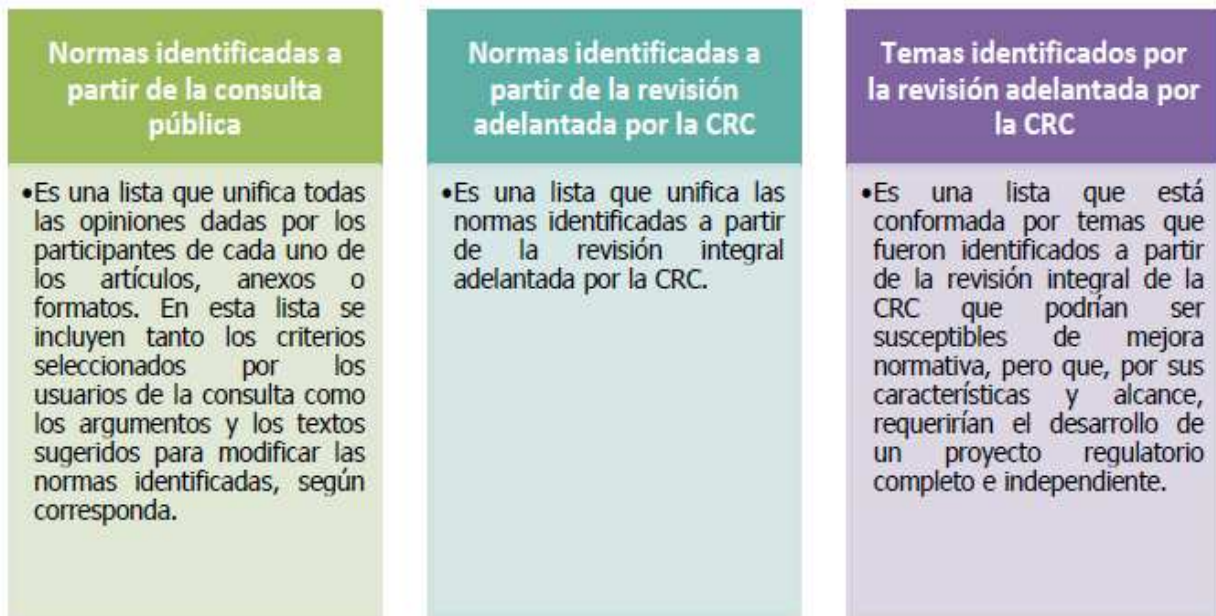 Normas identificadas a
partir de la consulta
pública
•Es una lista que unifica todas
las opiniones dadas por los
participantes de cada uno de
los artículos, anexos o
formatos. En esta lista se
incluyen tanto los criterios
seleccionados por los
usuarios de la consulta como
los argumentos y los textos
sugeridos para modificar las
normas identificadas, según
corresponda.
Normas identificadas a
partir de la revisión
adelantada por la CRC
•Es una lista que unifica las
normas identificadas a partir
de la revisión integral
adelantada por la CRC.
Temas identificados por
la revisión adelantada por
la CRC
•Es una lista que está
conformada por temas que
fueron identificados a partir
de la revisión integral de la
CRC que podrían ser
susceptibles de mejora
normativa, pero que, por sus
características y alcance,
requerirían el desarrollo de
un proyecto regulatorio
completo e independiente.